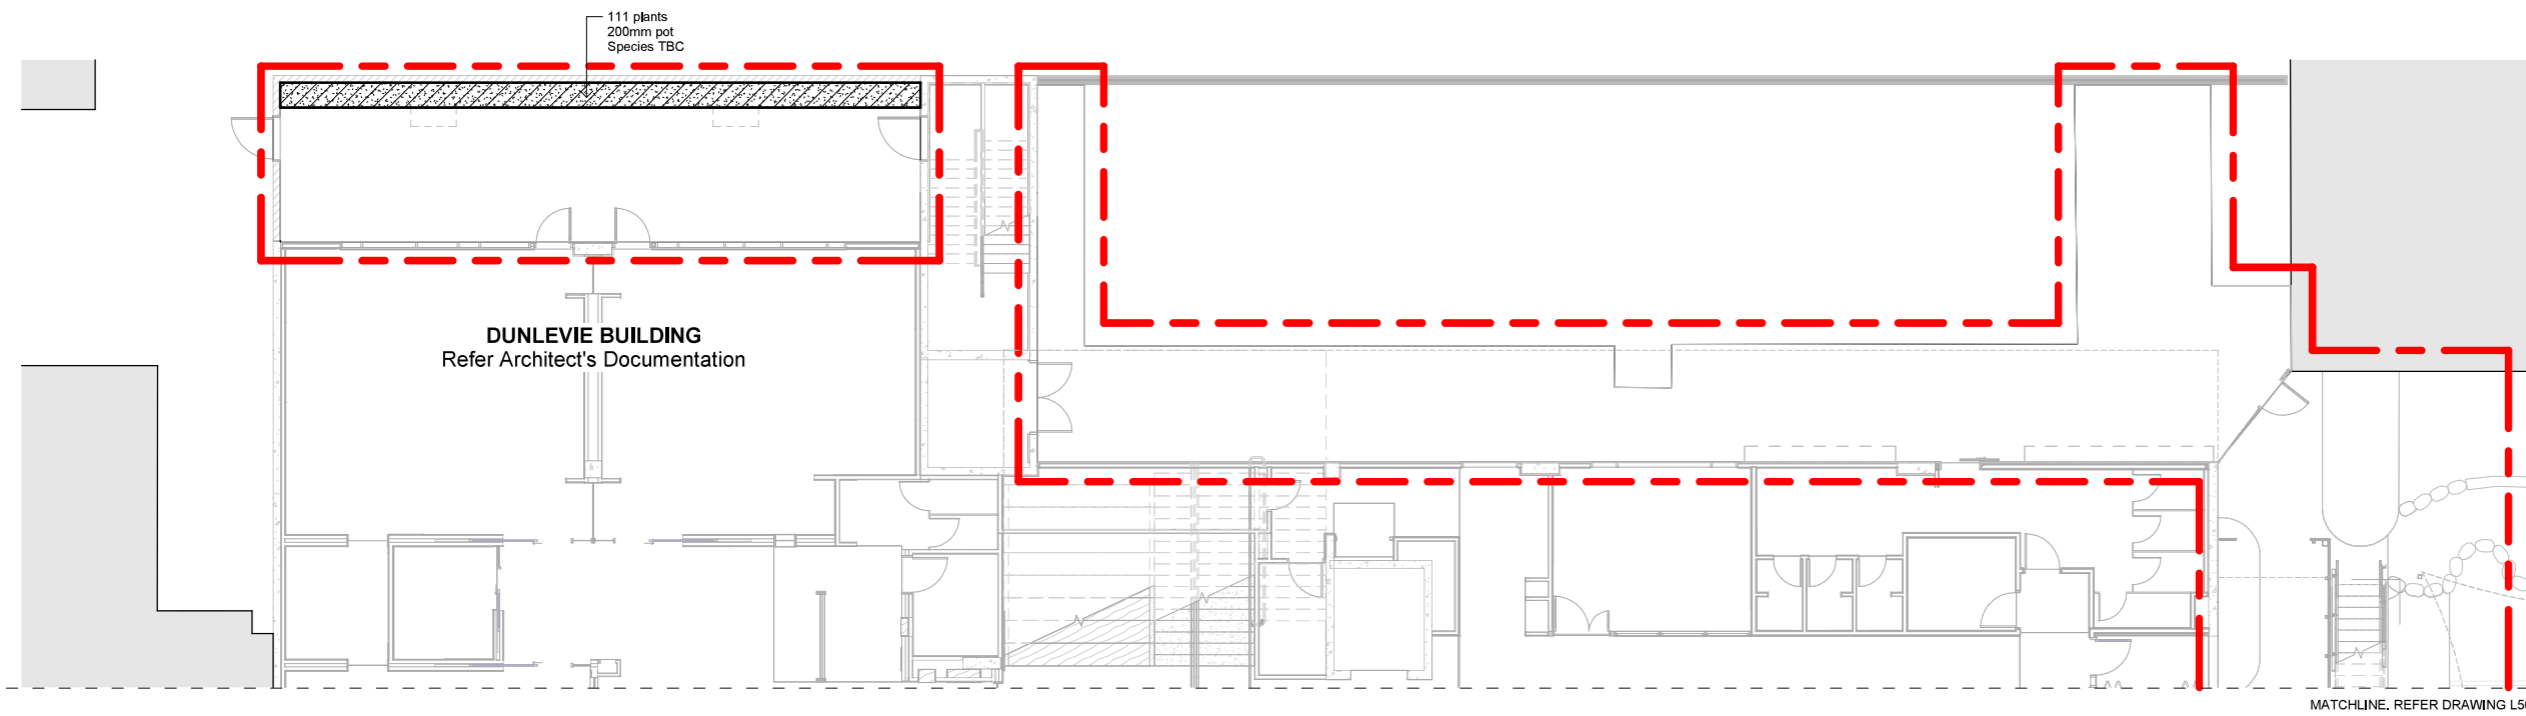 111 plants
200mm pot
Species TBC
DUNLEVIE BUILDING
Refer Architect's Documentation
MATCHLINE. REFER DRAWING